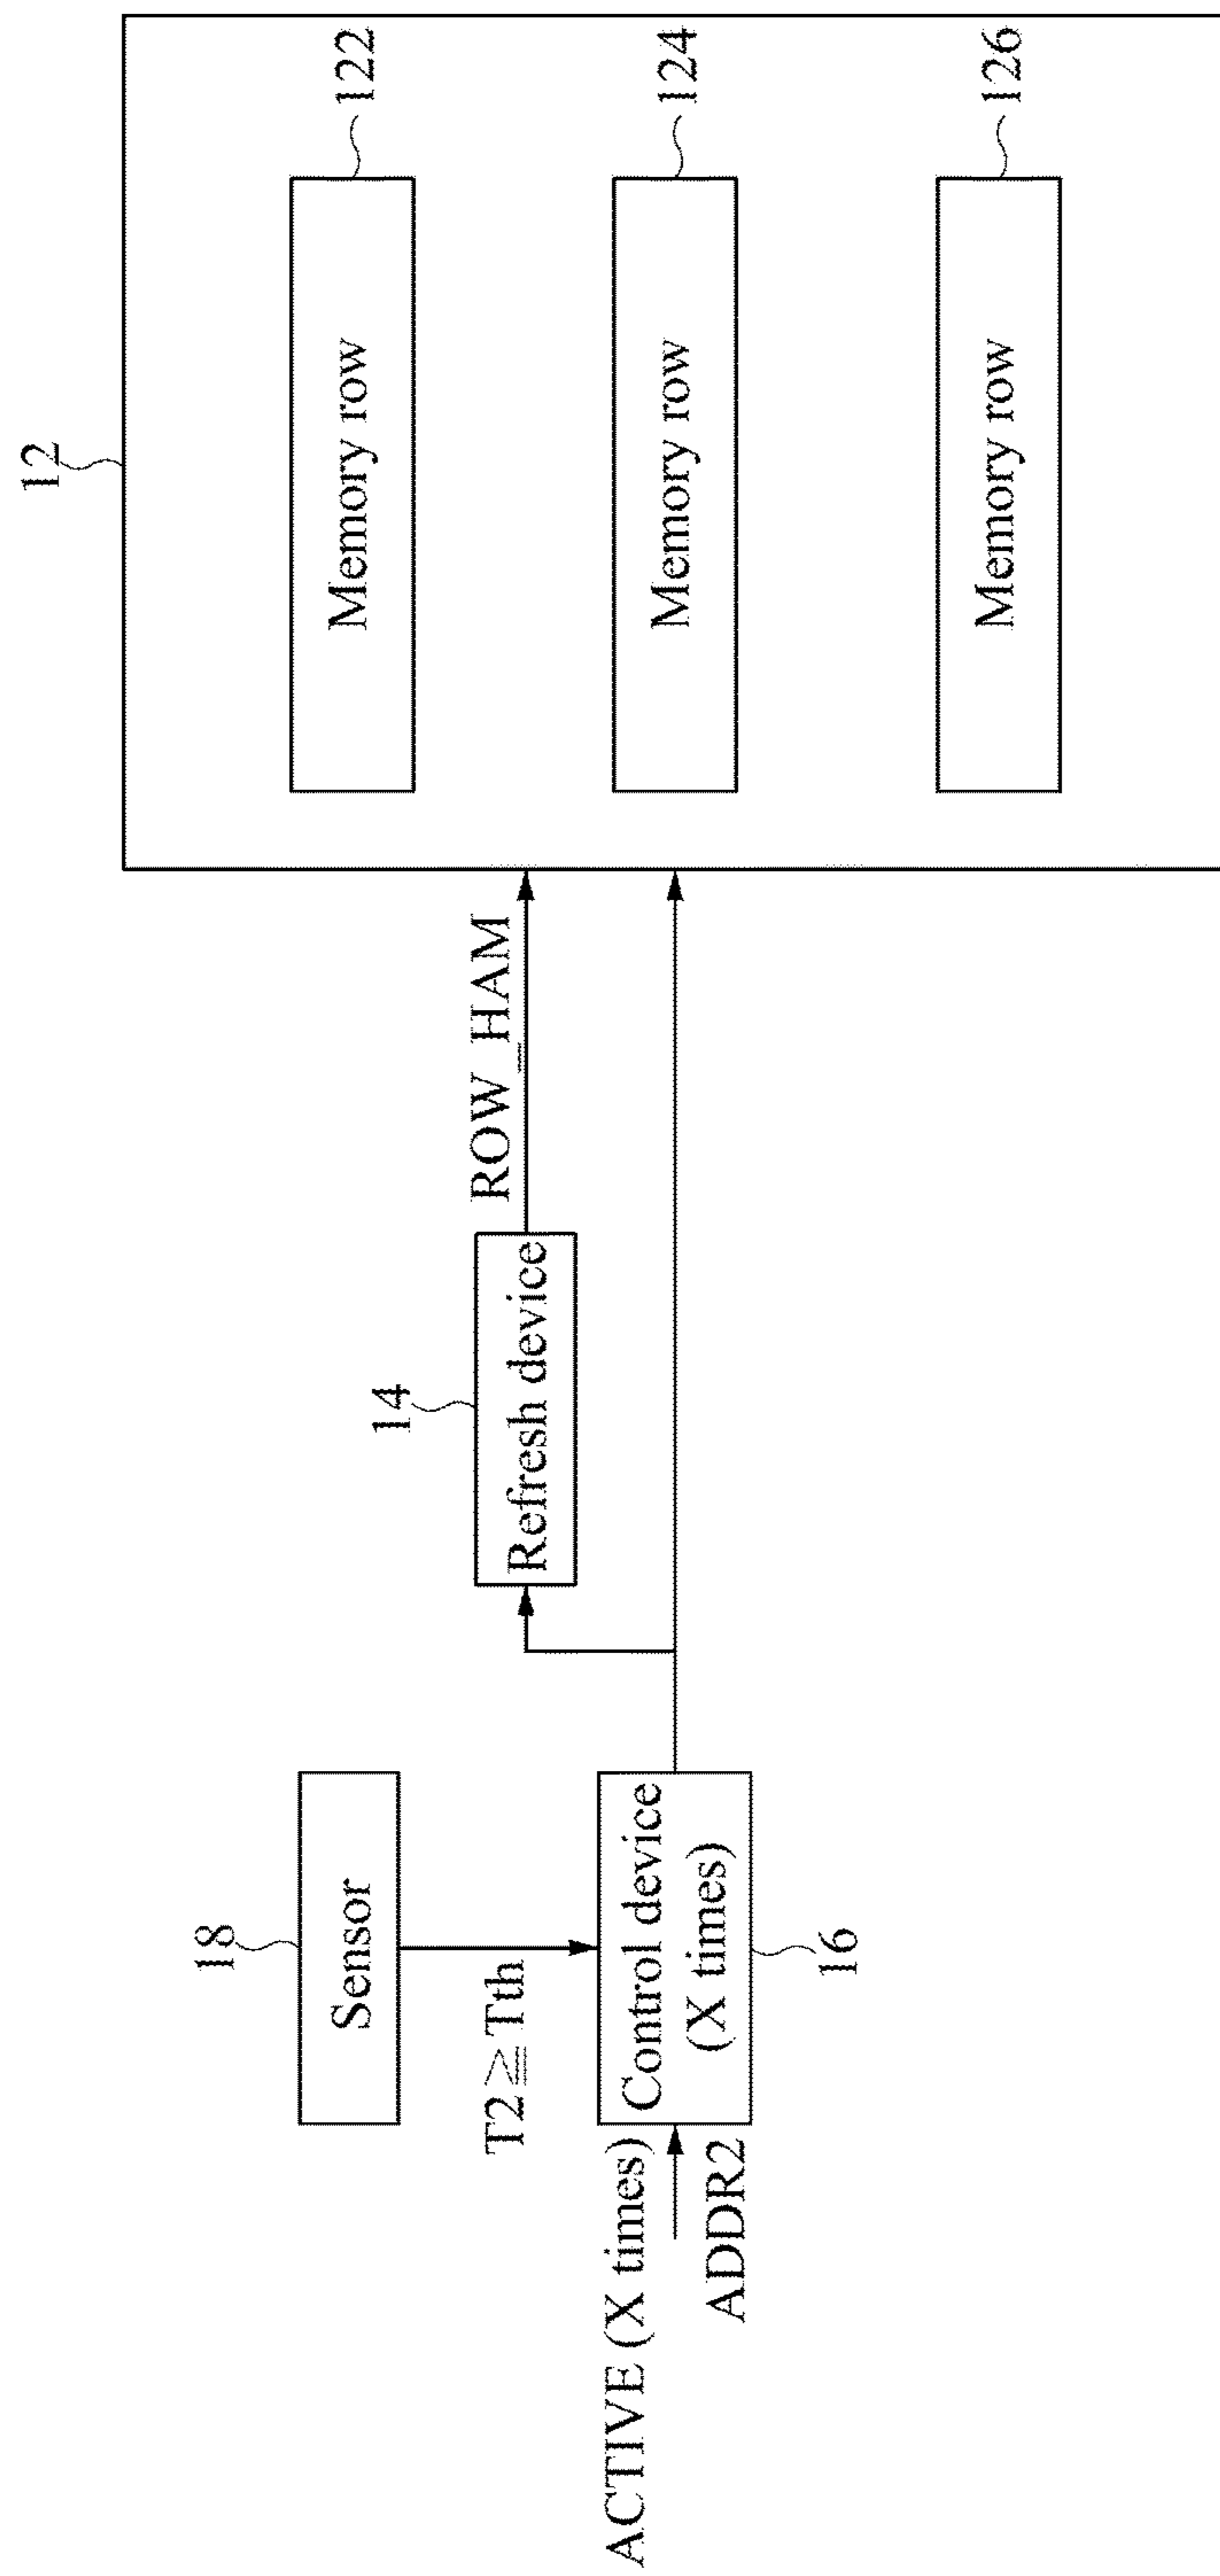 12
Memory row
122
Memory row
124
Memory row
126
ROW_HAM
14
Refresh device
18
Sensor
T2≧Tth
Control device
(X times)
16
ACTIVE (X times)
ADDR2